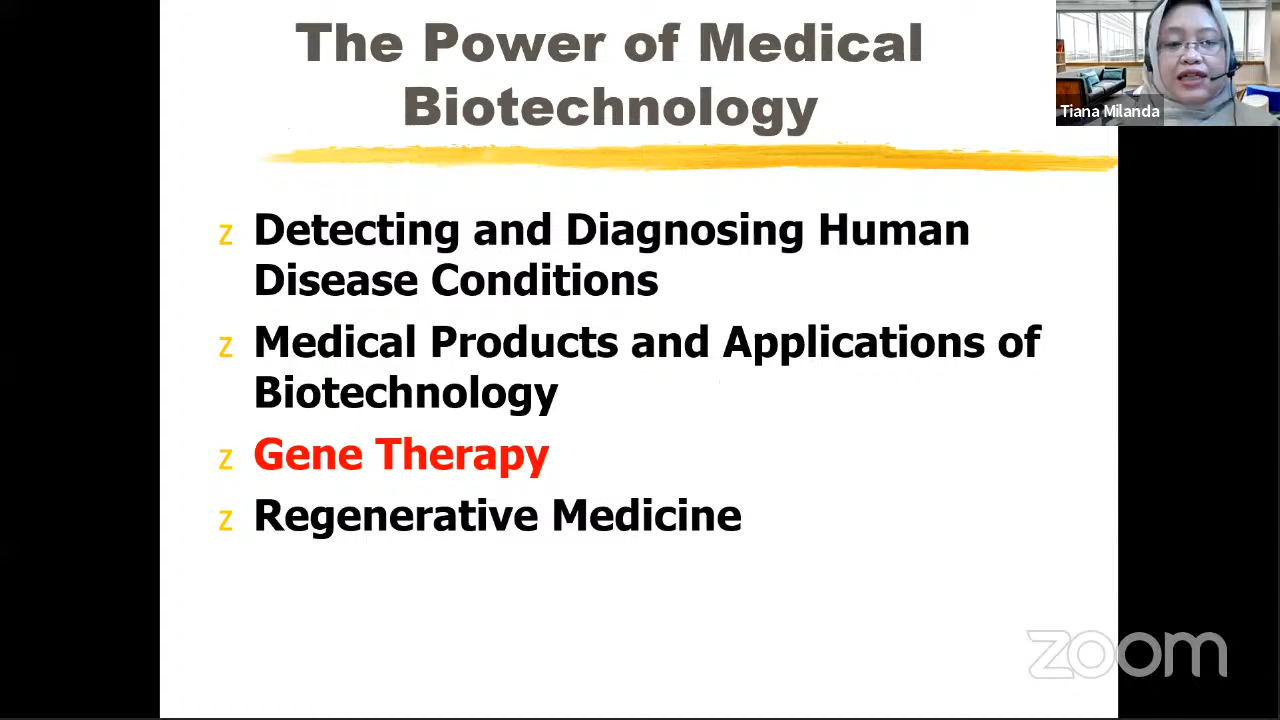 The Power of Medical
Biotechnology
Tiana Milanda
z Detecting and Diagnosing Human
Disease Conditions
z Medical Products and Applications of
Biotechnology
z Gene Therapy
z Regenerative Medicine
zoom